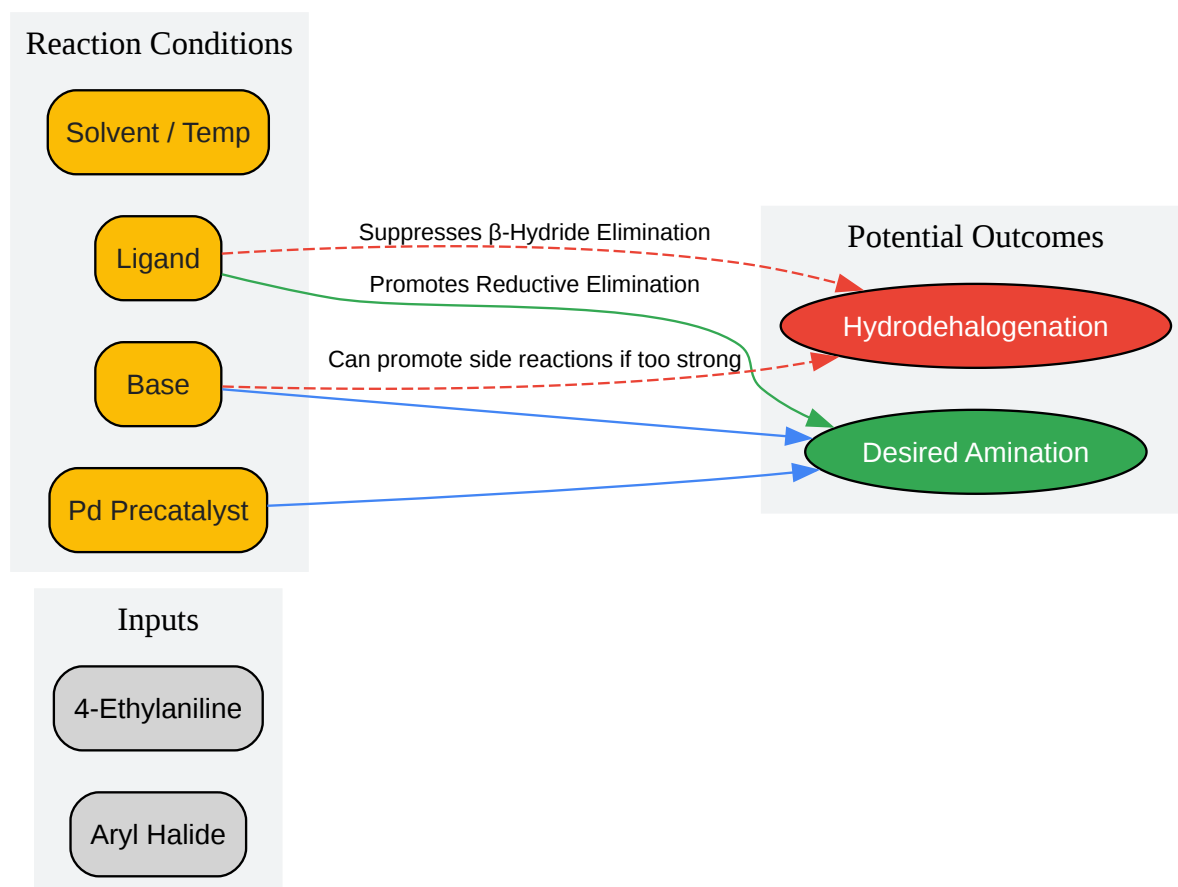 Reaction Conditions
Solvent / Temp
Ligand
Base
Pd Precatalyst
Suppresses β-Hydride Elimination
Promotes Reductive Elimination
Can promote side reactions if too strong
Potential Outcomes
Hydrodehalogenation
Desired Amination
Inputs
4-Ethylaniline
Aryl Halide